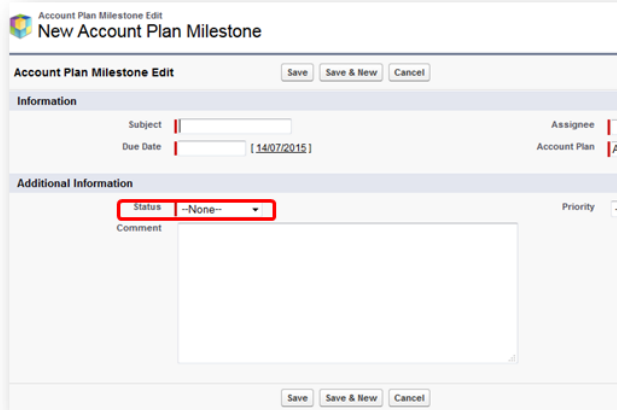 Account Plan Milestone Edit
New Account Plan Milestone
Account Plan Milestone Edit Save Save & New Cancel
Information
Subject Assignee
Due Date [ 14/07/2015 ] Account Plan A
Additional Information
Status --None-- Priority
Comment
Save Save & New Cancel